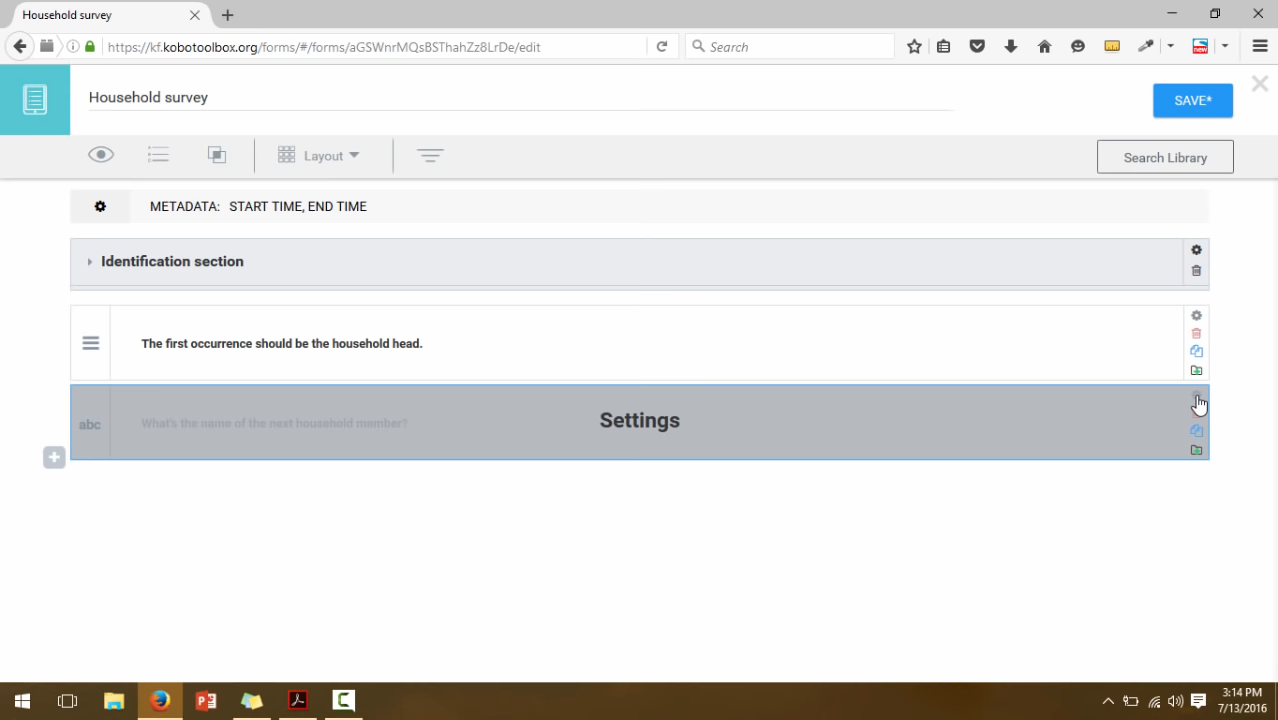 Household survey
https://kf.kobotoolbox.org/forms/#/forms/aGSWnrMQsBSThahZz8LrDe/edit
Search
new
Household survey
SAVE*
Layout
Search Library
METADATA: START TIME, END TIME
Identification section
The first occurrence should be the household head.
abc
What's the name of the next household member?
Settings
3:14 PM
7/13/2016